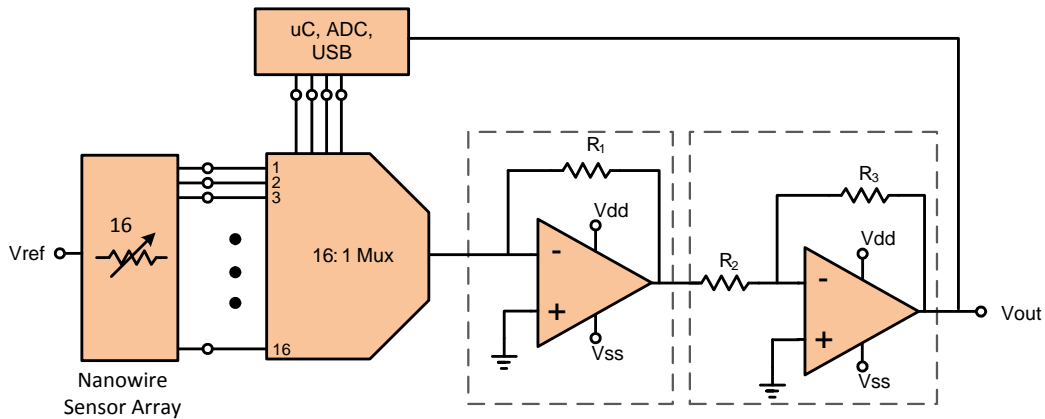 uC, ADC,
USB
1
2
3
16
Vref
16: 1 Mux
16
Nanowire
Sensor Array
R1
Vdd
-
+
Vss
R2
R3
Vdd
-
+
Vss
Vout